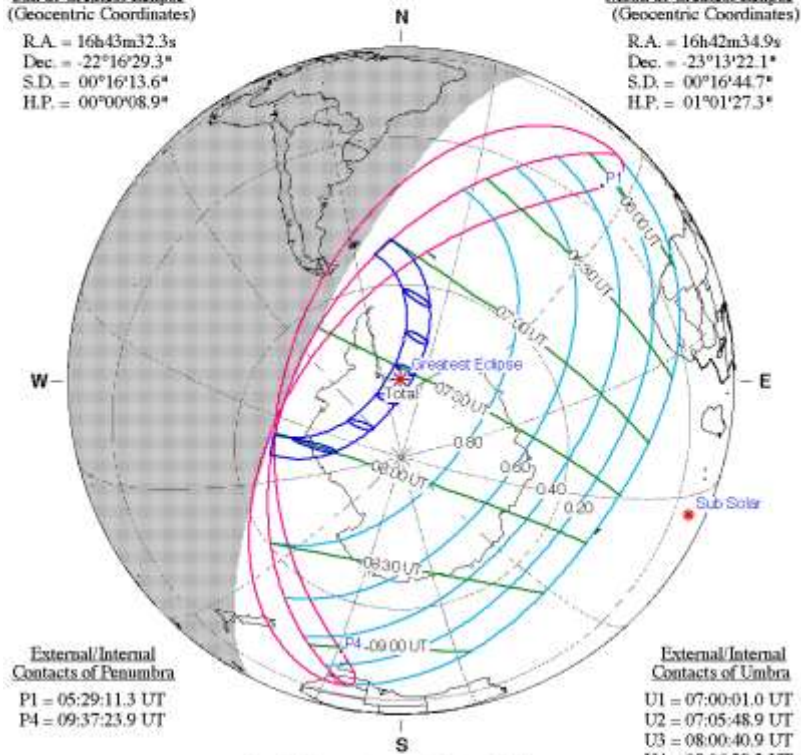 (Geocentric Coordinates)
R.A. = 16h43m32.3s
Dec. = -22°16'29.3"
S.D. = 00°16'13.6"
H.P. = 00°00'08.9"
(Geocentric Coordinates)
R.A. = 16h42m34.9s
Dec. = -23°13'22.1"
S.D. = 00°16'44.7"
H.P. = 01°01'27.3"
N
P1
06:00 UT
06:30 UT
07:00 UT
W
Greatest Eclipse
E
Total
07:30 UT
0.80
0.60
0.40
0.20
08:00 UT
Sub Solar
08:30 UT
P4
09:00 UT
External/Internal
Contacts of Penumbra
P1 = 05:29:11.3 UT
P4 = 09:37:23.9 UT
S
External/Internal
Contacts of Umbra
U1 = 07:00:01.0 UT
U2 = 07:05:48.9 UT
U3 = 08:00:40.9 UT